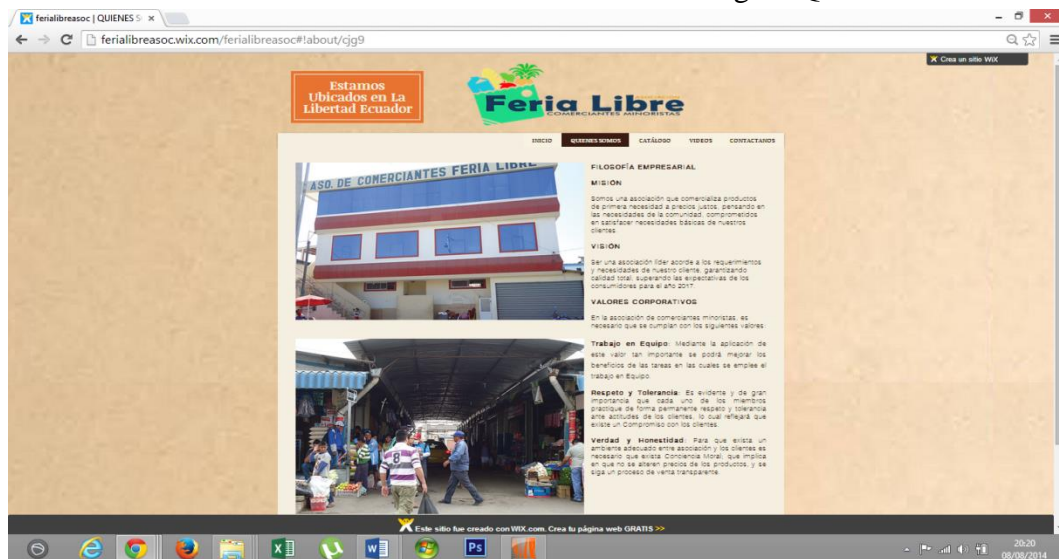 ferialibreasoc | QUIENES S
ferialibreasoc.wix.com/ferialibreasoc#!about/cjg9
Crea un sitio WiX
Estamos
Ubicados en La
Libertad Ecuador
Feria Libre
COMERCIANTES MINORISTAS
INICIO QUIENES SOMOS CATÁLOGO VIDEOS CONTACTANOS
ASO. DE COMERCIANTES FERIA LIBRE
FILOSOFÍA EMPRESARIAL
MISIÓN
Somos una asociación que comercializa productos
de primera necesidad a precios justos, pensando en
las necesidades de la comunidad, comprometidos
en satisfacer necesidades básicas de nuestros
clientes.
VISIÓN
Ser una asociación líder acorde a los requerimientos
y necesidades de nuestro cliente, garantizando
calidad total, superando las expectativas de los
consumidores para el año 2017.
VALORES CORPORATIVOS
En la asociación de comerciantes minoristas, es
necesario que se cumplan con los siguientes valores:
Trabajo en Equipo: Mediante la aplicación de
este valor tan importante se podrá mejorar los
beneficios de las tareas en las cuales se emplee el
trabajo en Equipo.
Respeto y Tolerancia: Es evidente y de gran
importancia que cada uno de los miembros
practique de forma permanente respeto y tolerancia
ante actitudes de los clientes, lo cual reflejará que
existe un Compromiso con los clientes.
Verdad y Honestidad: Para que exista un
ambiente adecuado entre asociación y los clientes es
necesario que exista Conciencia Moral, que implica
en que no se alteren precios de los productos, y se
siga un proceso de venta transparente.
9
Este sitio fue creado con WIX.com. Crea tu página web GRATIS >>
Ps
20:20
08/08/2014